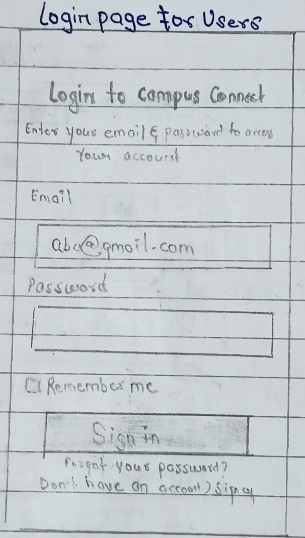 Login page for Users
Login to campus Connect
Enter your email & password to access
Your account
Email
abc@gmail.com
Password
Remember me
Sign in
Forgot your password?
Don't have an account? Sign up